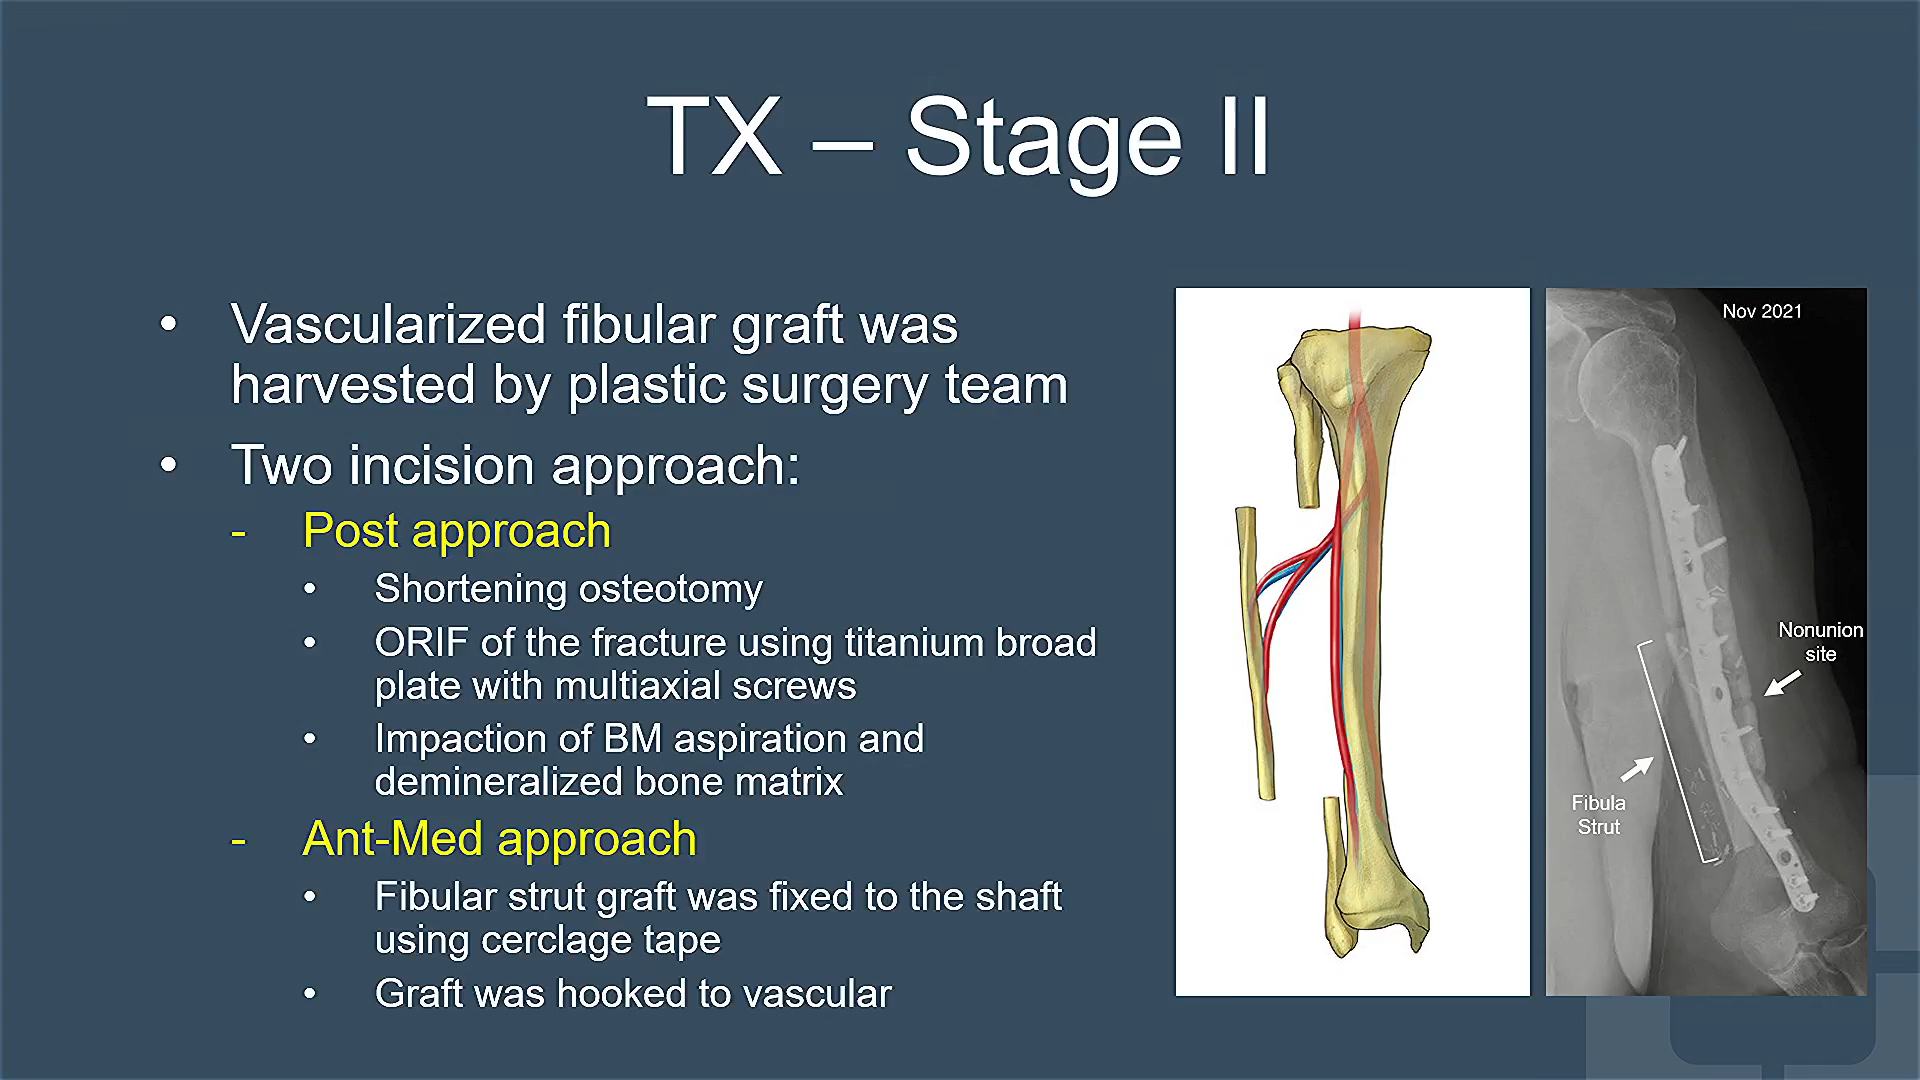 TX – Stage II
• Vascularized fibular graft was
harvested by plastic surgery team
• Two incision approach:
- Post approach
• Shortening osteotomy
• ORIF of the fracture using titanium broad
plate with multiaxial screws
• Impaction of BM aspiration and
demineralized bone matrix
- Ant-Med approach
• Fibular strut graft was fixed to the shaft
using cerclage tape
• Graft was hooked to vascular
Nov 2021
Nonunion
site
Fibula
Strut